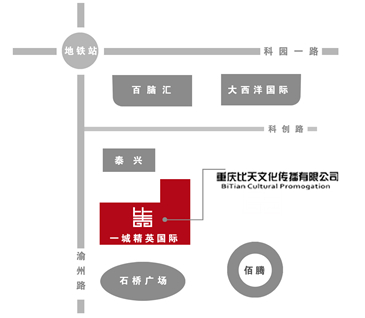 地铁站
科园一路
百脑汇
大西洋国际
科创路
泰兴
重庆比天文化传播有限公司
BiTian Cultural Promogation
一城精英国际
渝州路
石桥广场
佰腾